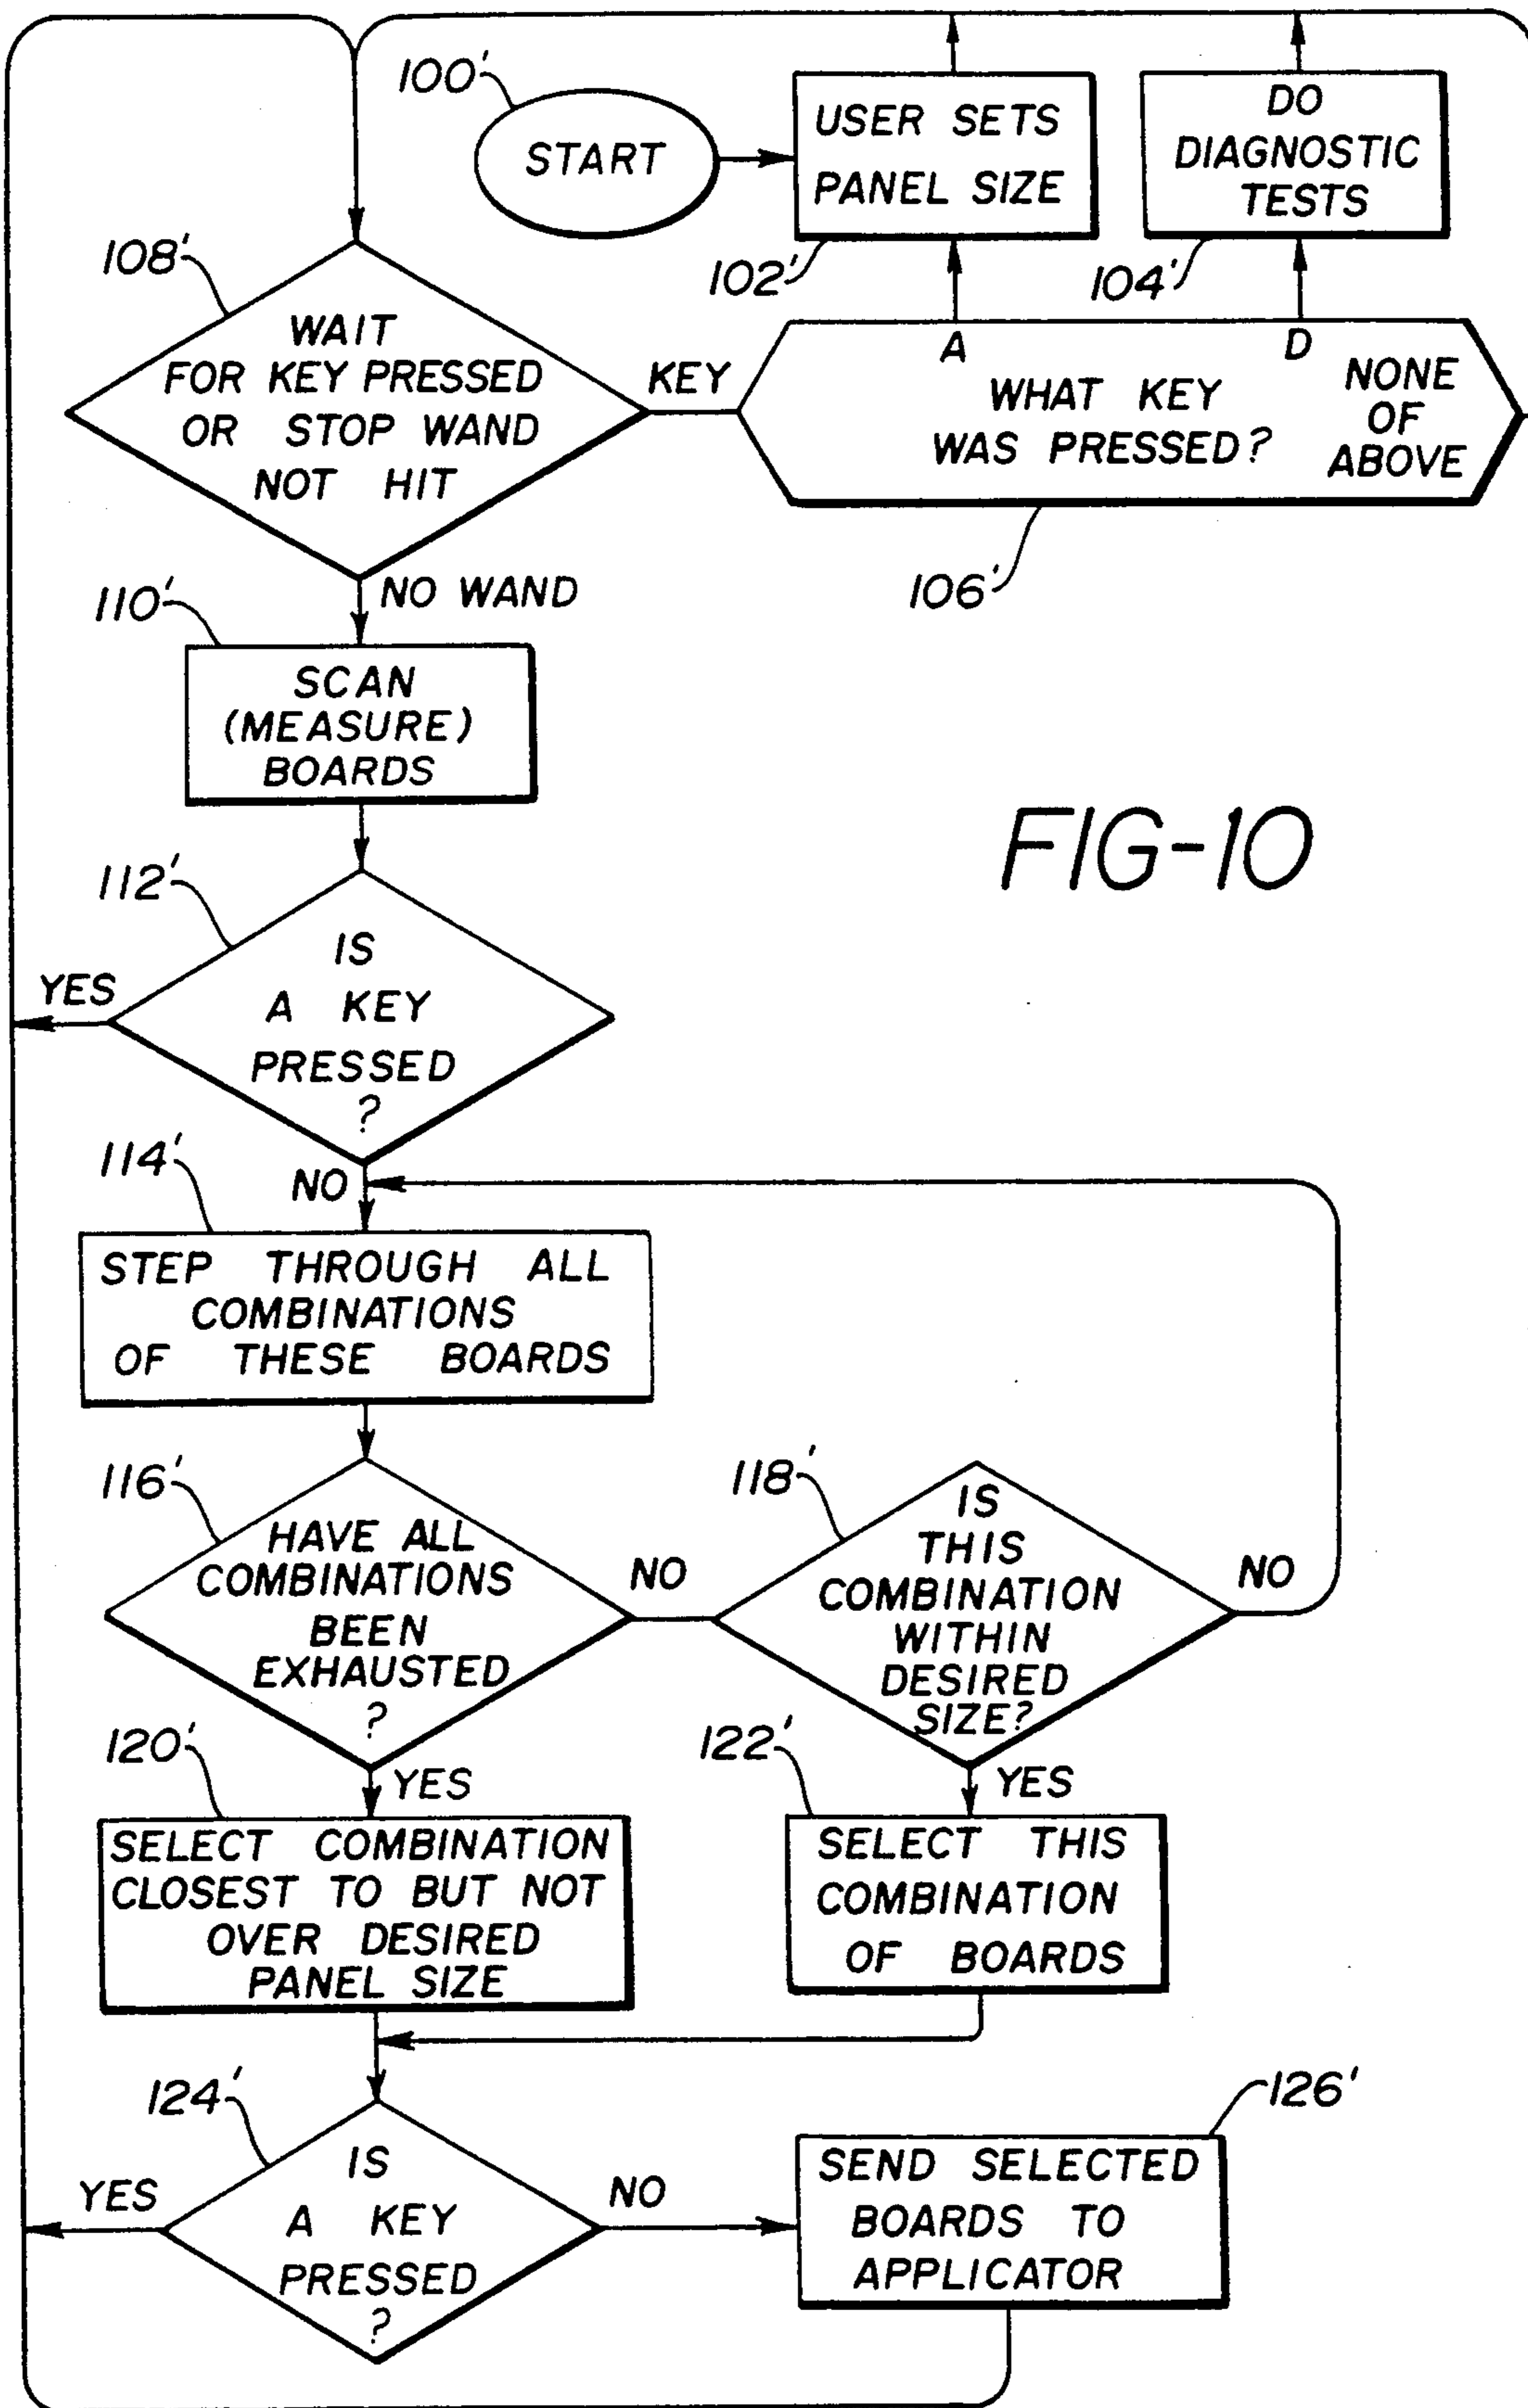 100'
START
USER SETS
PANEL SIZE
102'
DO
DIAGNOSTIC
TESTS
104'
108'
WAIT
FOR KEY PRESSED
OR STOP WAND
NOT HIT
KEY
A
D
WHAT KEY
WAS PRESSED?
NONE
OF
ABOVE
106'
NO WAND
110'
SCAN
(MEASURE)
BOARDS
FIG-10
112'
IS
A KEY
PRESSED
?
YES
NO
114'
STEP THROUGH ALL
COMBINATIONS
OF THESE BOARDS
116'
HAVE ALL
COMBINATIONS
BEEN
EXHAUSTED
?
NO
118'
IS
THIS
COMBINATION
WITHIN
DESIRED
SIZE?
NO
120'
YES
SELECT COMBINATION
CLOSEST TO BUT NOT
OVER DESIRED
PANEL SIZE
122'
YES
SELECT THIS
COMBINATION
OF BOARDS
124'
IS
A KEY
PRESSED
?
YES
NO
126'
SEND SELECTED
BOARDS TO
APPLICATOR